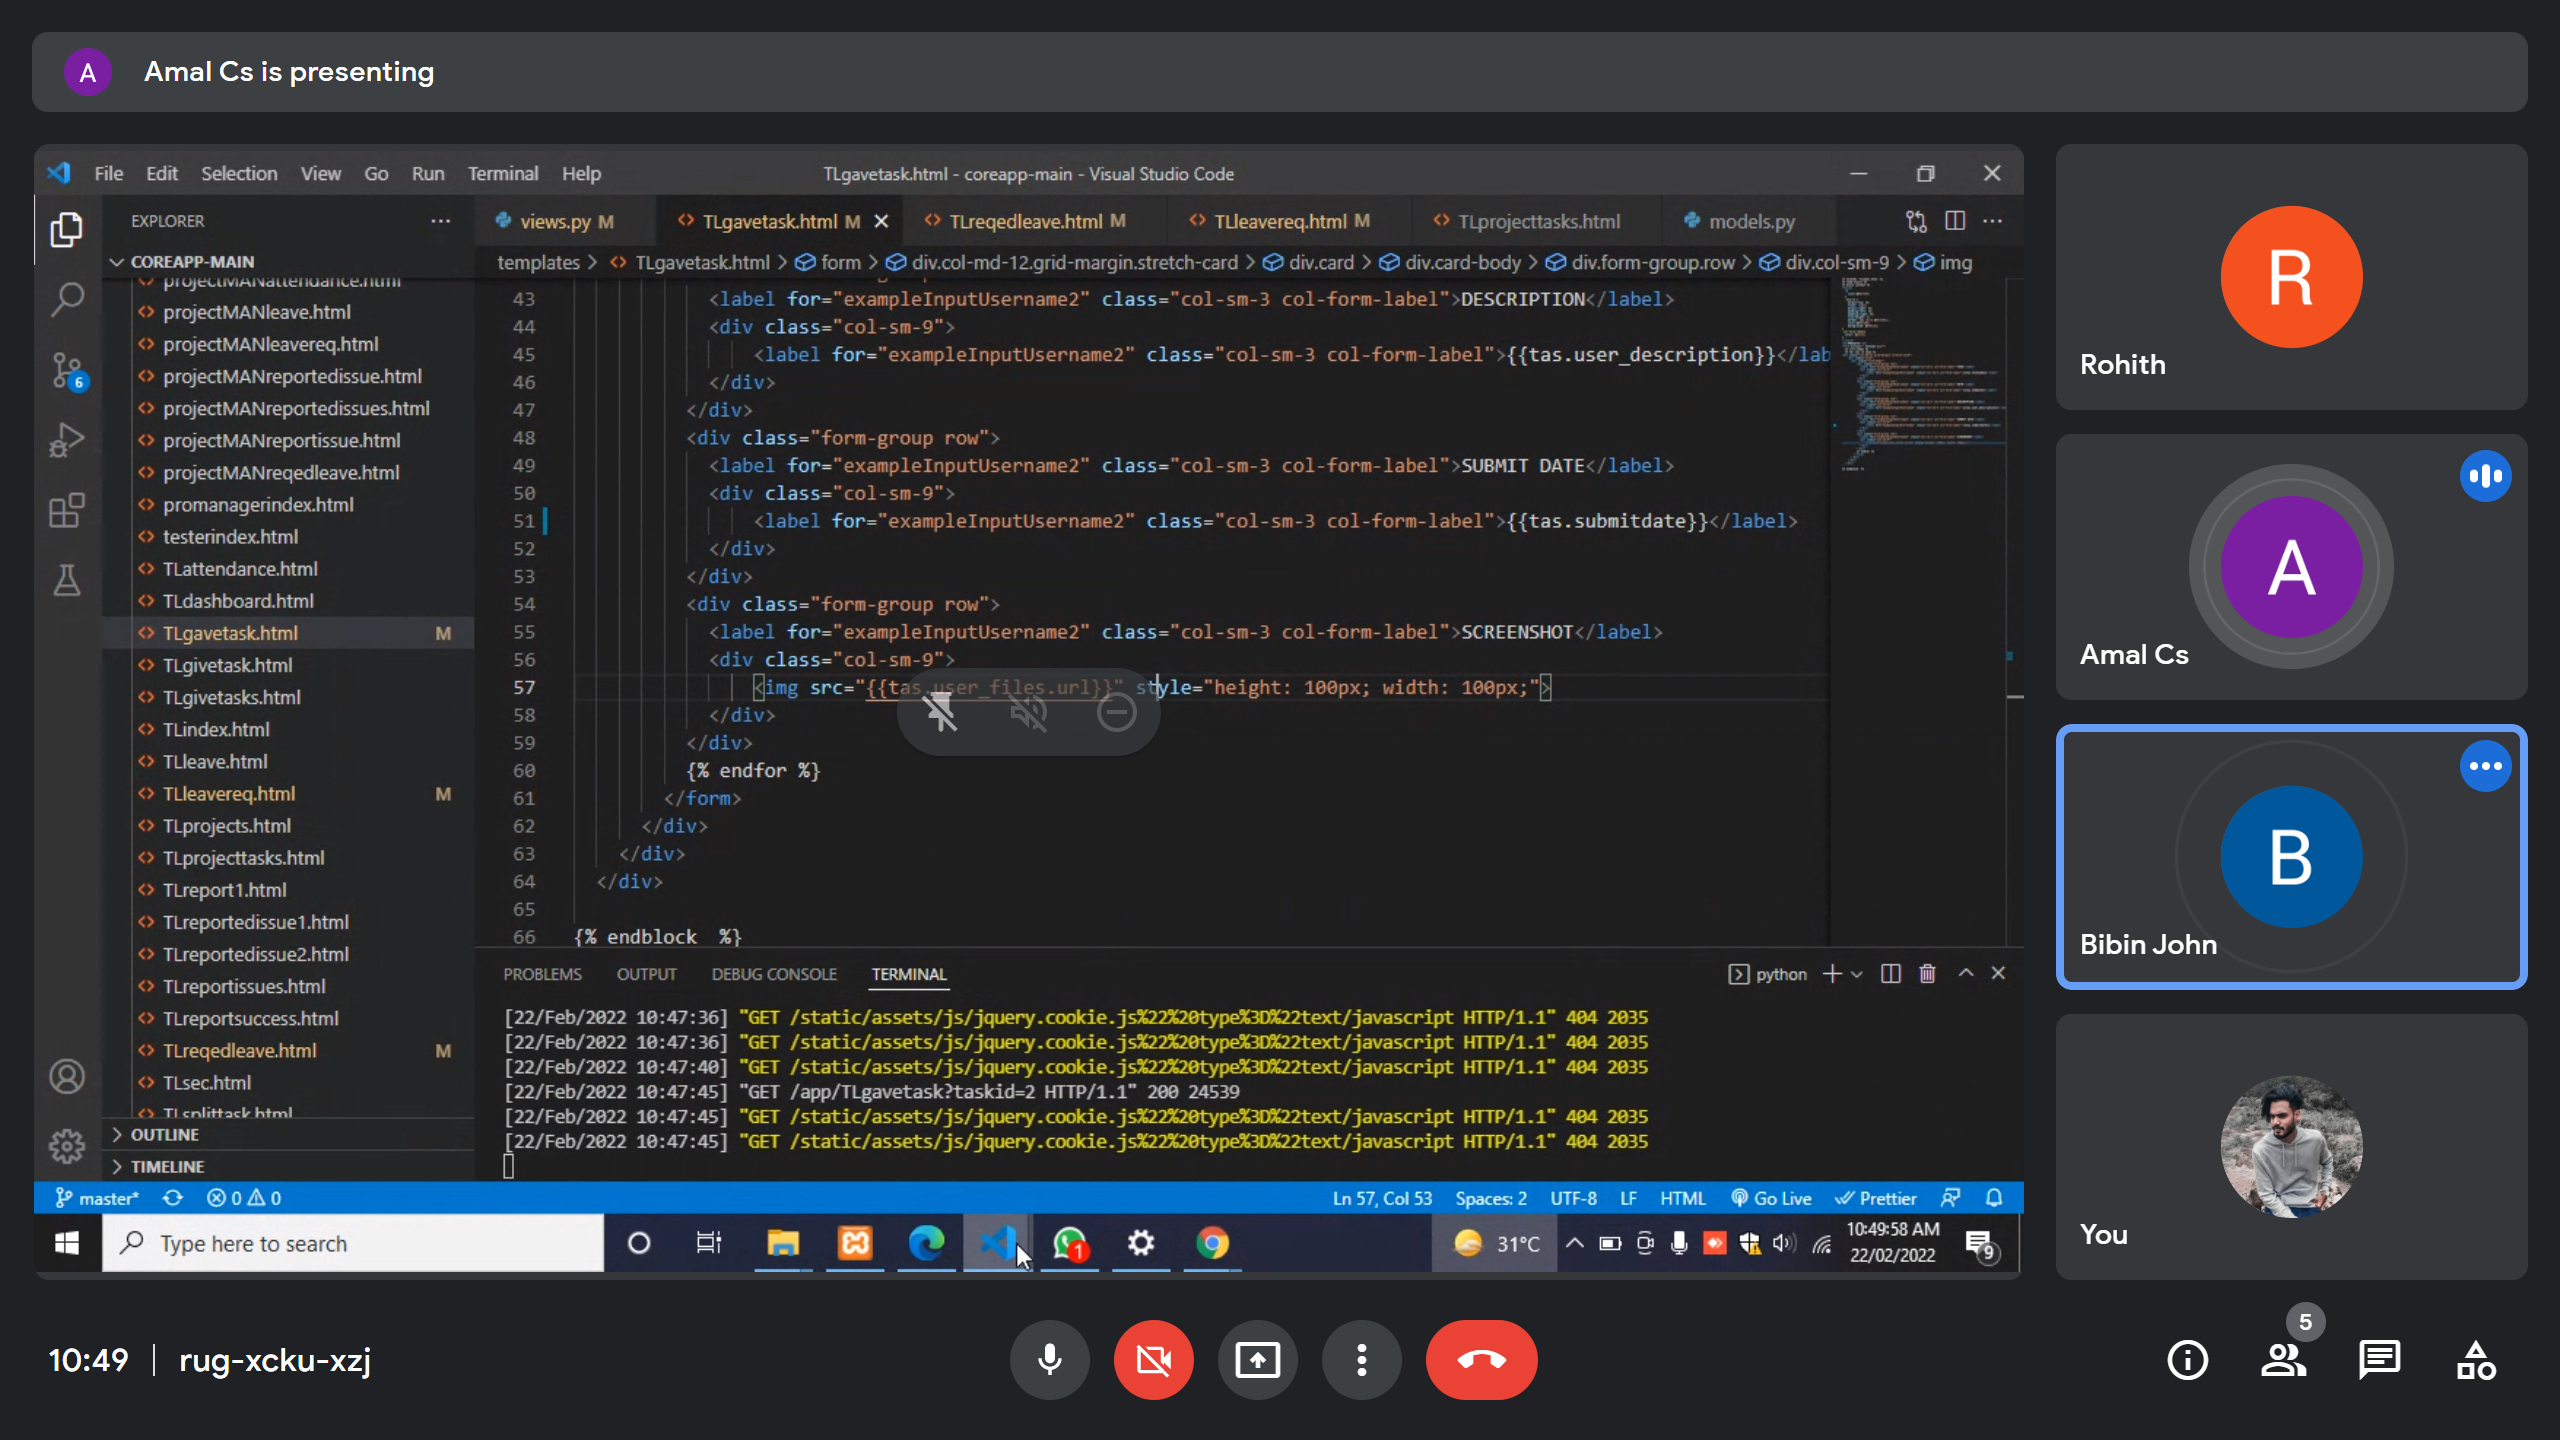 A
Amal Cs is presenting
File Edit Selection View Go Run Terminal Help
TLgavetask.html - coreapp-main - Visual Studio Code
EXPLORER
COREAPP-MAIN
projectMANattendance.html
projectMANleave.html
projectMANleavereq.html
projectMANreportedissue.html
projectMANreportedissues.html
projectMANreportissue.html
projectMANreqedleave.html
promanagerindex.html
testerindex.html
TLattendance.html
TLdashboard.html
TLgavetask.html M
TLgivetask.html
TLgivetasks.html
TLindex.html
TLleave.html
TLleavereq.html M
TLprojects.html
TLprojecttasks.html
TLreport1.html
TLreportedissue1.html
TLreportedissue2.html
TLreportissues.html
TLreportsuccess.html
TLreqedleave.html M
TLsec.html
TLsplittask.html
OUTLINE
TIMELINE
6
views.py M
TLgavetask.html M
TLreqedleave.html M
TLleavereq.html M
TLprojecttasks.html
models.py
templates > TLgavetask.html > form > div.col-md-12.grid-margin.stretch-card > div.card > div.card-body > div.form-group.row > div.col-sm-9 > img
43 <label for="exampleInputUsername2" class="col-sm-3 col-form-label">DESCRIPTION</label>
44 <div class="col-sm-9">
45 <label for="exampleInputUsername2" class="col-sm-3 col-form-label">{{tas.user_description}}</lab
46 </div>
47 </div>
48 <div class="form-group row">
49 <label for="exampleInputUsername2" class="col-sm-3 col-form-label">SUBMIT DATE</label>
50 <div class="col-sm-9">
51 <label for="exampleInputUsername2" class="col-sm-3 col-form-label">{{tas.submitdate}}</label>
52 </div>
53 </div>
54 <div class="form-group row">
55 <label for="exampleInputUsername2" class="col-sm-3 col-form-label">SCREENSHOT</label>
56 <div class="col-sm-9">
57 <img src="{{tas.user_files.url}}" style="height: 100px; width: 100px;">
58 </div>
59 </div>
60 {% endfor %}
61 </form>
62 </div>
63 </div>
64 </div>
65
66 {% endblock  %}
PROBLEMS OUTPUT DEBUG CONSOLE TERMINAL
python
[22/Feb/2022 10:47:36] "GET /static/assets/js/jquery.cookie.js%22%20type%3D%22text/javascript HTTP/1.1" 404 2035
[22/Feb/2022 10:47:36] "GET /static/assets/js/jquery.cookie.js%22%20type%3D%22text/javascript HTTP/1.1" 404 2035
[22/Feb/2022 10:47:40] "GET /static/assets/js/jquery.cookie.js%22%20type%3D%22text/javascript HTTP/1.1" 404 2035
[22/Feb/2022 10:47:45] "GET /app/TLgavetask?taskid=2 HTTP/1.1" 200 24539
[22/Feb/2022 10:47:45] "GET /static/assets/js/jquery.cookie.js%22%20type%3D%22text/javascript HTTP/1.1" 404 2035
[22/Feb/2022 10:47:45] "GET /static/assets/js/jquery.cookie.js%22%20type%3D%22text/javascript HTTP/1.1" 404 2035
master* 0 0
Ln 57, Col 53 Spaces: 2 UTF-8 LF HTML Go Live Prettier
Type here to search
1
31°C
10:49:58 AM
22/02/2022
9
R
Rohith
A
Amal Cs
B
Bibin John
You
10:49 | rug-xcku-xzj
5